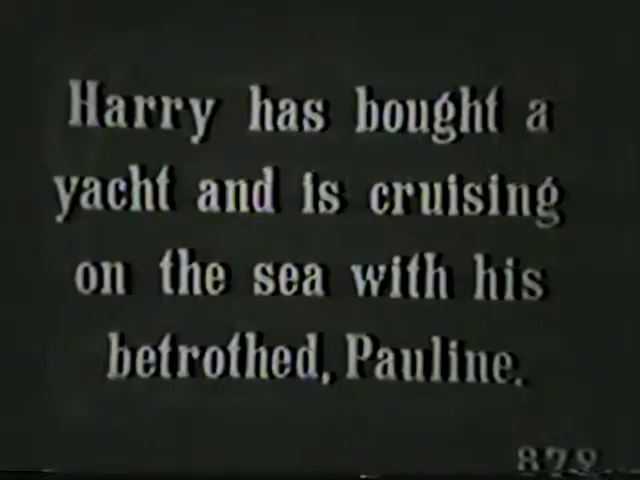 Harry has bought a
yacht and is cruising
on the sea with his
betrothed, Pauline.